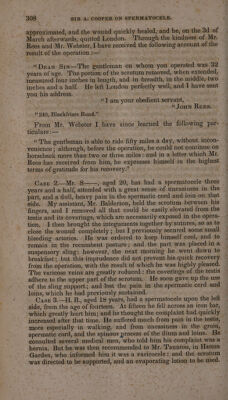 308 SIR A. COOPER ON SPERMATOCELE.
approximated, and the wound quickly healed, and he, on the 3d of
March afterwards, quitted London. Through the kindness of Mr.
Rees and Mr. Webster, I have received the following account of the
result of the operation:—
"Dear Sir—The gentleman on whom you operated was 32
years of age. The portion of the scrotum removed, when extended,
measured four inches in length, and in breadth, in the middle, two
inches and a half. He left London perfectly well, and I have sent
you his address.
"I am your obedient servant,
"John Rees.
"240, Blackfriars Road."
From Mr. Webster I have since learned the following par-
ticulars:—
"The gentleman is able to ride fifty miles a day, without incon-
venience; although, before the operation, he could not continue on
horseback more than two or three miles: and in a letter which Mr.
Rees has received from him, he expresses himself in the highest
terms of gratitude for his recovery."
Case 2.—Mr. S——, aged 20, has had a spermatocele three
years and a half, attended with a great sense of uneasiness in the
part, and a dull, heavy pain in the spermatic cord and loin on that
side. My assistant, Mr. Balderson, held the scrotum between his
fingers, and I removed all that could be easily elevated from the
testis and its coverings, which are necessarily exposed in the opera-
tion. I then brought the integuments together by sutures, so as to
close the wound completely; but I previously secured some small
bleeding arteries. He was ordered to keep himself cool, and to
remain in the recumbent posture; and the part was placed in a
suspensory sling: however, the next morning he went down to
breakfast; but this imprudence did not prevent his quick recovery
from the operation, with the result of which he was highly pleased.
The varicose veins are greatly reduced: the coverings of the testis
adhere to the upper part of the scrotum. He soon gave up the use
of the sling support; and lost the pain in the spermatic cord and
loins, which he had previously sustained.
Case 3.—H. B., aged 18 years, had a spermatocele upon the left
side, from the age of fourteen. At fifteen he fell across an iron bar,
which greatly hurt him; and he thought the complaint had quickly
increased after that time. He suffered much from pain in the testis,
more especially in walking, and from uneasiness in the groin,
spermatic cord, and the spinous process of the ilium and loins. He
consulted several medical men, who told him his complaint was a
hernia. But he was then recommended to Mr. in Hatton
Garden, who informed him it was a varicocele: and the scrotum
was directed to be supported, and an evaporating lotion to be used.